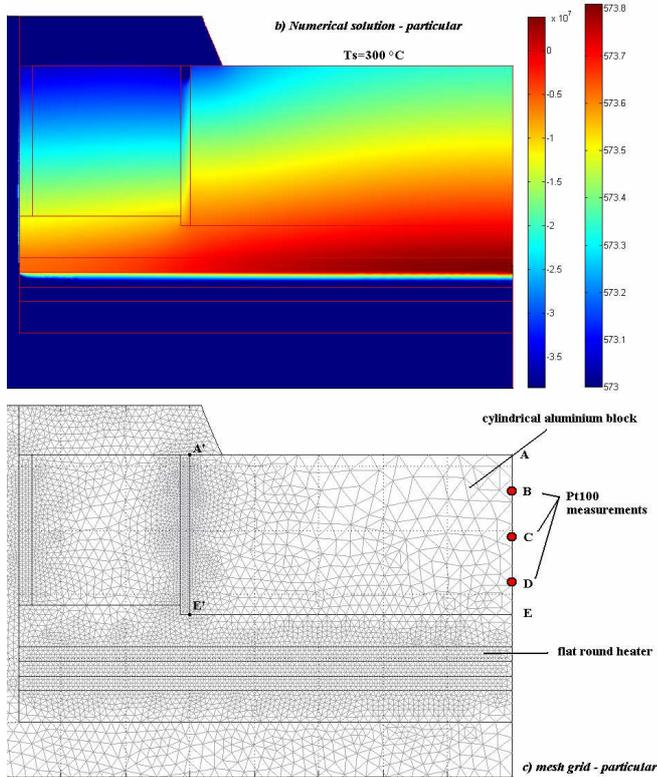 b) Numerical solution - particular
Ts=300 °C
x 10⁷
0
-0.5
-1
-1.5
-2
-2.5
-3
-3.5
573.8
573.7
573.6
573.5
573.4
573.3
573.2
573.1
573
cylindrical aluminium block
A'
A
B
Pt100
measurements
C
D
E'
E
flat round heater
c) mesh grid - particular